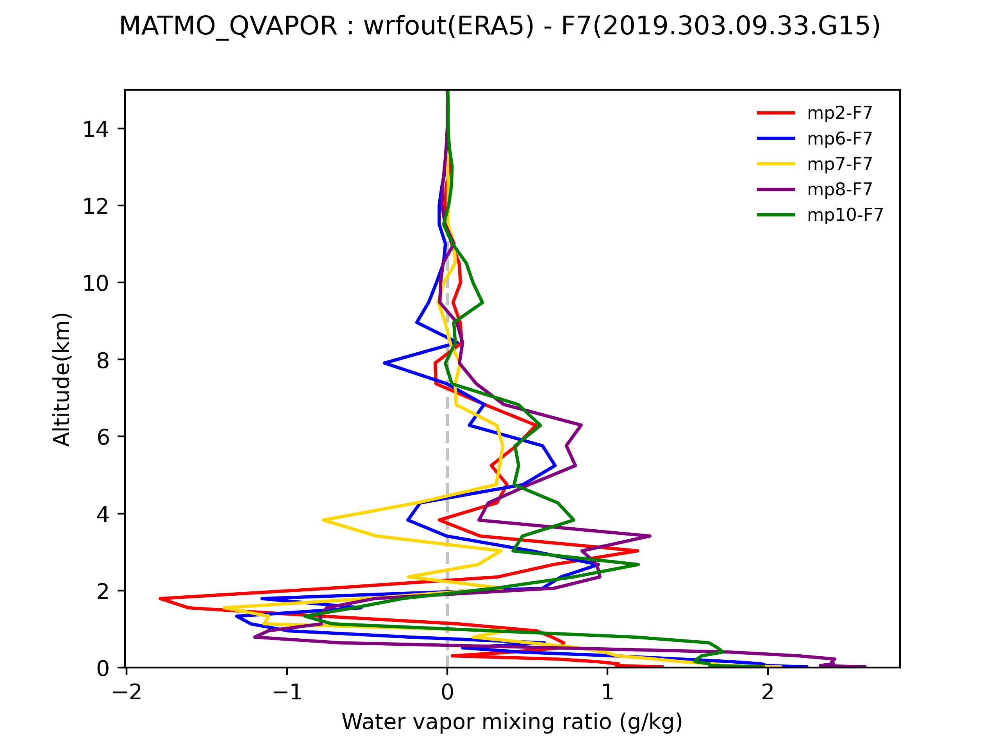 MATMO_QVAPOR : wrfout(ERA5) - F7(2019.303.09.33.G15)
mp2-F7
mp6-F7
mp7-F7
mp8-F7
mp10-F7
Altitude(km)
14
12
10
8
6
4
2
0
−2 −1 0 1 2
Water vapor mixing ratio (g/kg)